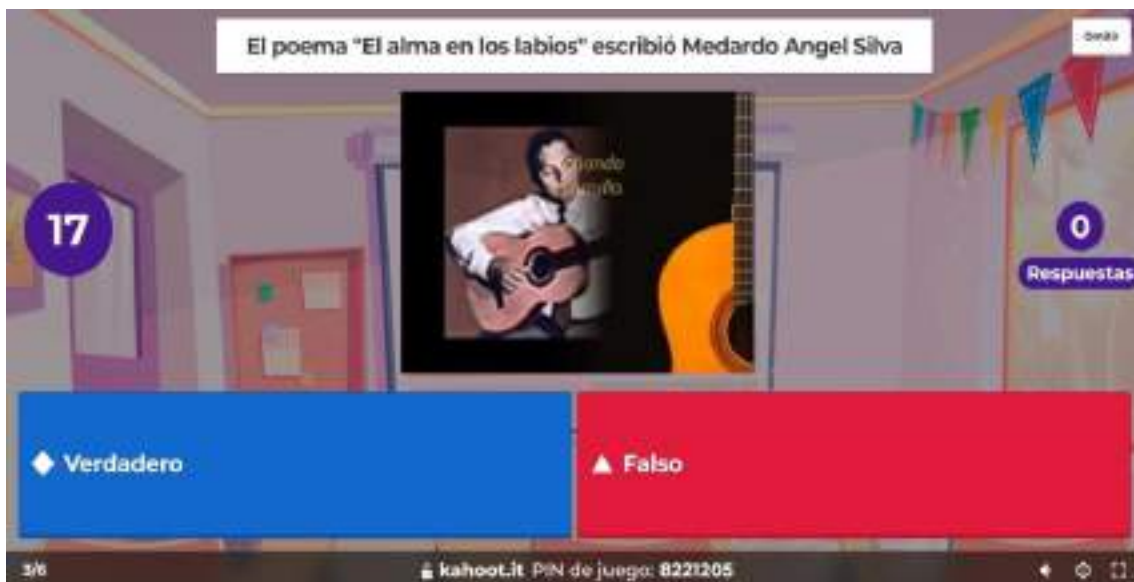 El poema "El alma en los labios" escribió Medardo Angel Silva
17
0
Respuestas
Verdadero
Falso
3/6
kahoot.it PIN de juego: 8221205